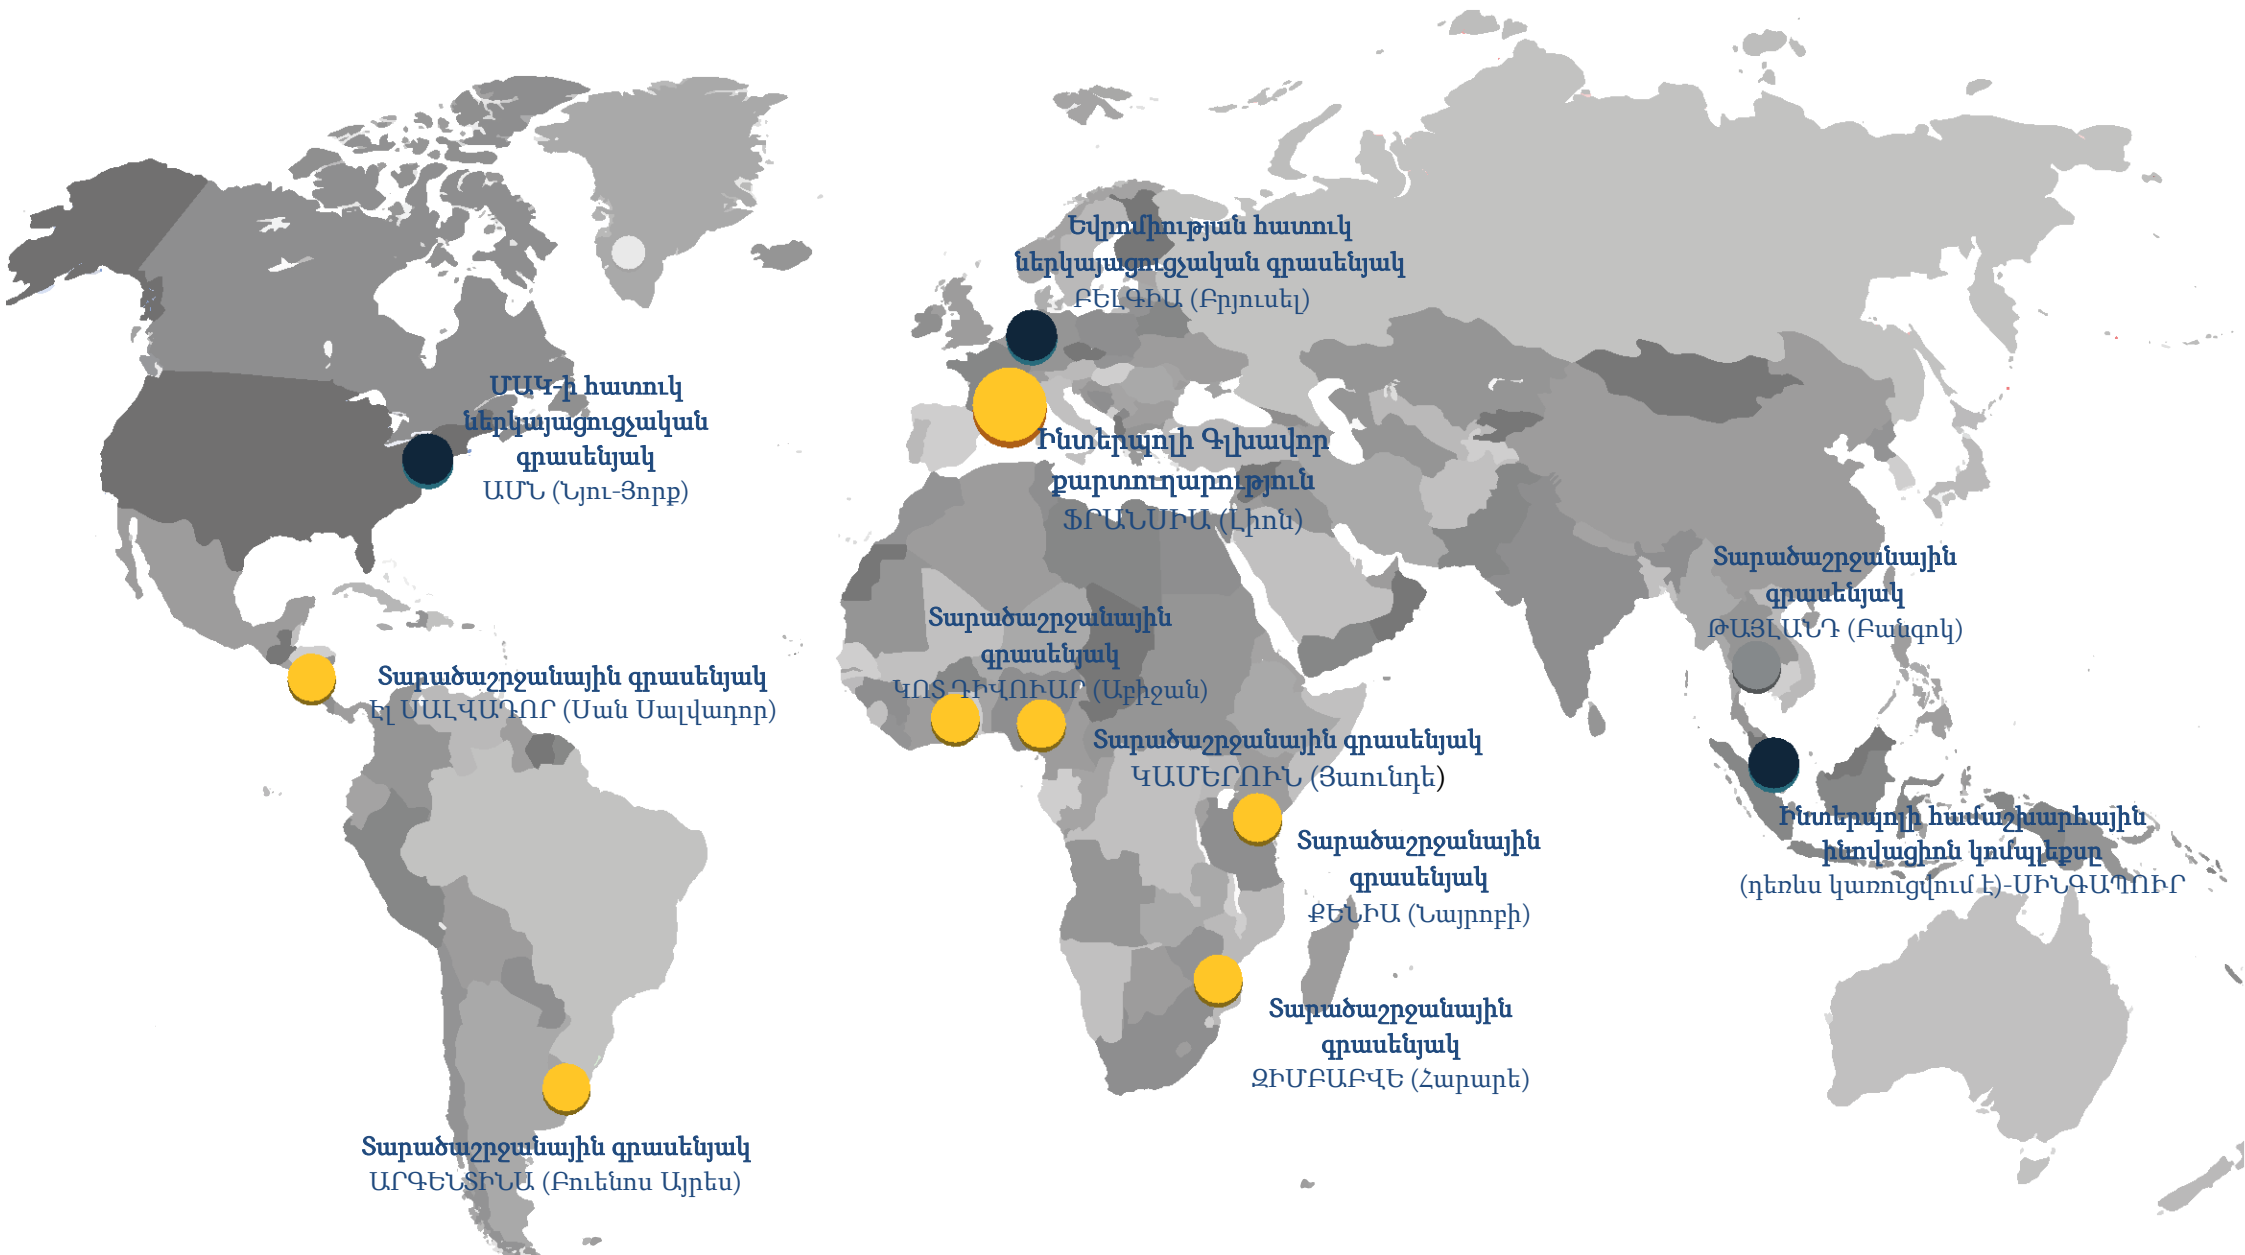 Եվրոմիության հատուկ
ներկայացուցչական գրասենյակ
ԲԵԼԳԻԱ (Բրյուսել)
ՄԱԿ-ի հատուկ
ներկայացուցչական
գրասենյակ
ԱՄՆ (Նյու-Յորք)
Ինտերպոլի Գլխավոր
քարտուղարություն
ՖՐԱՆՍԻԱ (Լիոն)
Տարածաշրջանային
գրասենյակ
ԹԱՅԼԱՆԴ (Բանգոկ)
Տարածաշրջանային
գրասենյակ
ԿՈՏ ԴԻՎՈՒԱՐ (Աբիջան)
Տարածաշրջանային գրասենյակ
ԷԼ ՍԱԼՎԱԴՈՐ (Սան Սալվադոր)
Տարածաշրջանային գրասենյակ
ԿԱՄԵՐՈՒՆ (Յաունդե)
Ինտերպոլի համաշխարհային
ինովացիոն կոմպլեքսը
(դեռևս կառուցվում է)-ՍԻՆԳԱՊՈՒՐ
Տարածաշրջանային
գրասենյակ
ՔԵՆԻԱ (Նայրոբի)
Տարածաշրջանային
գրասենյակ
ԶԻՄԲԱԲՎԵ (Հարարե)
Տարածաշրջանային գրասենյակ
ԱՐԳԵՆՏԻՆԱ (Բուենոս Այրես)